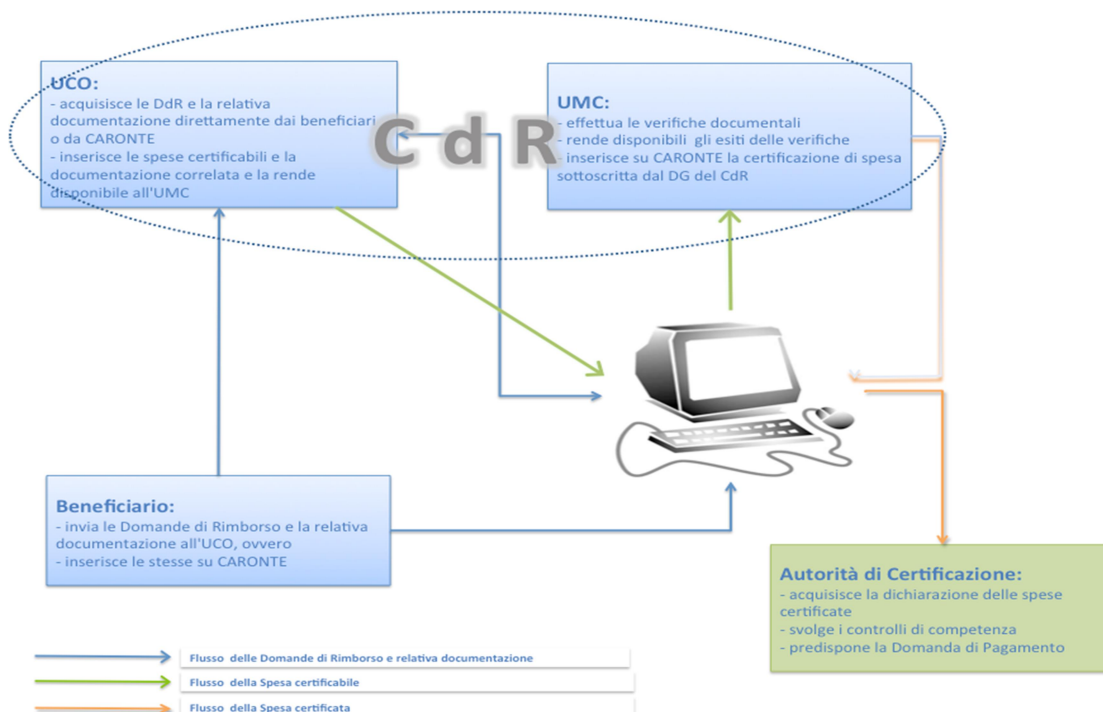 UCO:
- acquisisce le DdR e la relativa
documentazione direttamente dai beneficiari
o da CARONTE
- inserisce le spese certificabili e la
documentazione correlata e la rende
disponibile all'UMC
C d R
UMC:
- effettua le verifiche documentali
- rende disponibili gli esiti delle verifiche
- inserisce su CARONTE la certificazione di spesa
sottoscritta dal DG del CdR
Beneficiario:
- invia le Domande di Rimborso e la relativa
documentazione all'UCO, ovvero
- inserisce le stesse su CARONTE
Autorità di Certificazione:
- acquisisce la dichiarazione delle spese
certificate
- svolge i controlli di competenza
- predispone la Domanda di Pagamento
Flusso delle Domande di Rimborso e relativa documentazione
Flusso della Spesa certificabile
Flusso della Spesa certificata